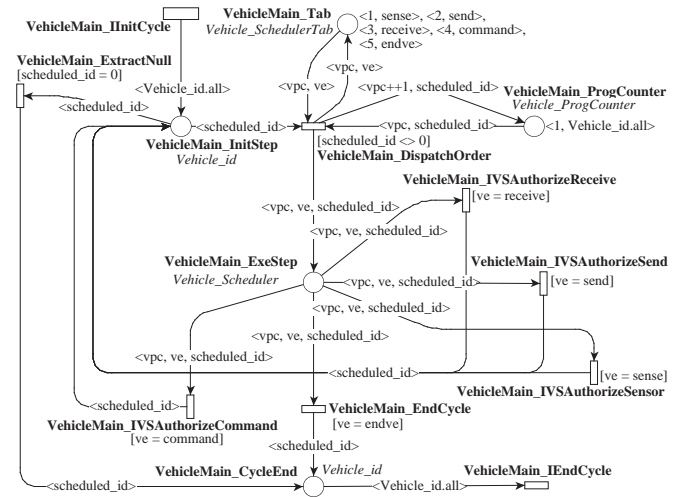 VehicleMain_IInitCycle
VehicleMain_Tab
Vehicle_SchedulerTab
<1, sense>, <2, send>,
<3, receive>, <4, command>,
<5, endve>
VehicleMain_ExtractNull
[scheduled_id = 0]
<Vehicle_id.all>
<vpc, ve>
<vpc, ve>
<vpc++1, scheduled_id>
VehicleMain_ProgCounter
Vehicle_ProgCounter
<scheduled_id>
<scheduled_id>
<vpc, scheduled_id>
<1, Vehicle_id.all>
VehicleMain_InitStep
Vehicle_id
[scheduled_id <> 0]
VehicleMain_DispatchOrder
VehicleMain_IVSAuthorizeReceive
[ve = receive]
<vpc, ve, scheduled_id>
<vpc, ve, scheduled_id>
VehicleMain_ExeStep
Vehicle_Scheduler
VehicleMain_IVSAuthorizeSend
<vpc, ve, scheduled_id>
[ve = send]
<vpc, ve, scheduled_id>
<vpc, ve, scheduled_id>
<vpc, ve, scheduled_id>
<scheduled_id>
[ve = sense]
VehicleMain_IVSAuthorizeSensor
<scheduled_id>
VehicleMain_EndCycle
VehicleMain_IVSAuthorizeCommand
[ve = command]
[ve = endve]
<scheduled_id>
VehicleMain_CycleEnd
Vehicle_id
VehicleMain_IEndCycle
<scheduled_id>
<Vehicle_id.all>